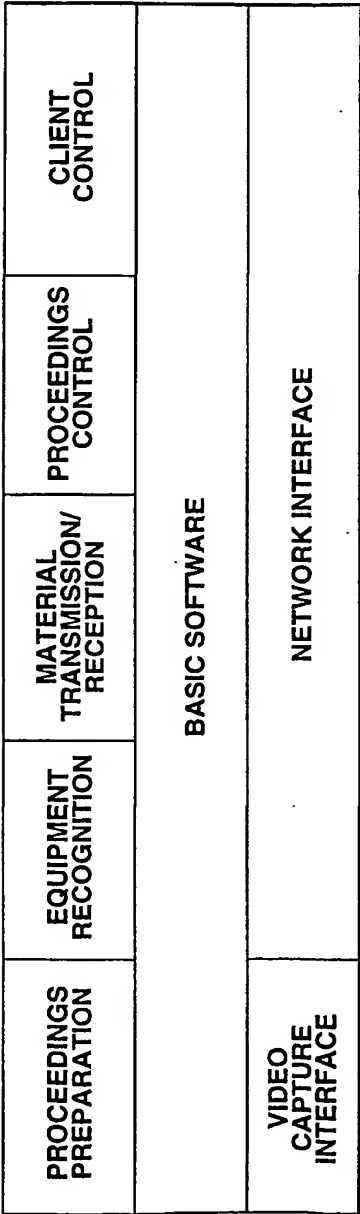 PROCEEDINGS
PREPARATION
EQUIPMENT
RECOGNITION
MATERIAL
TRANSMISSION/
RECEPTION
PROCEEDINGS
CONTROL
CLIENT
CONTROL
BASIC SOFTWARE
VIDEO
CAPTURE
INTERFACE
NETWORK INTERFACE